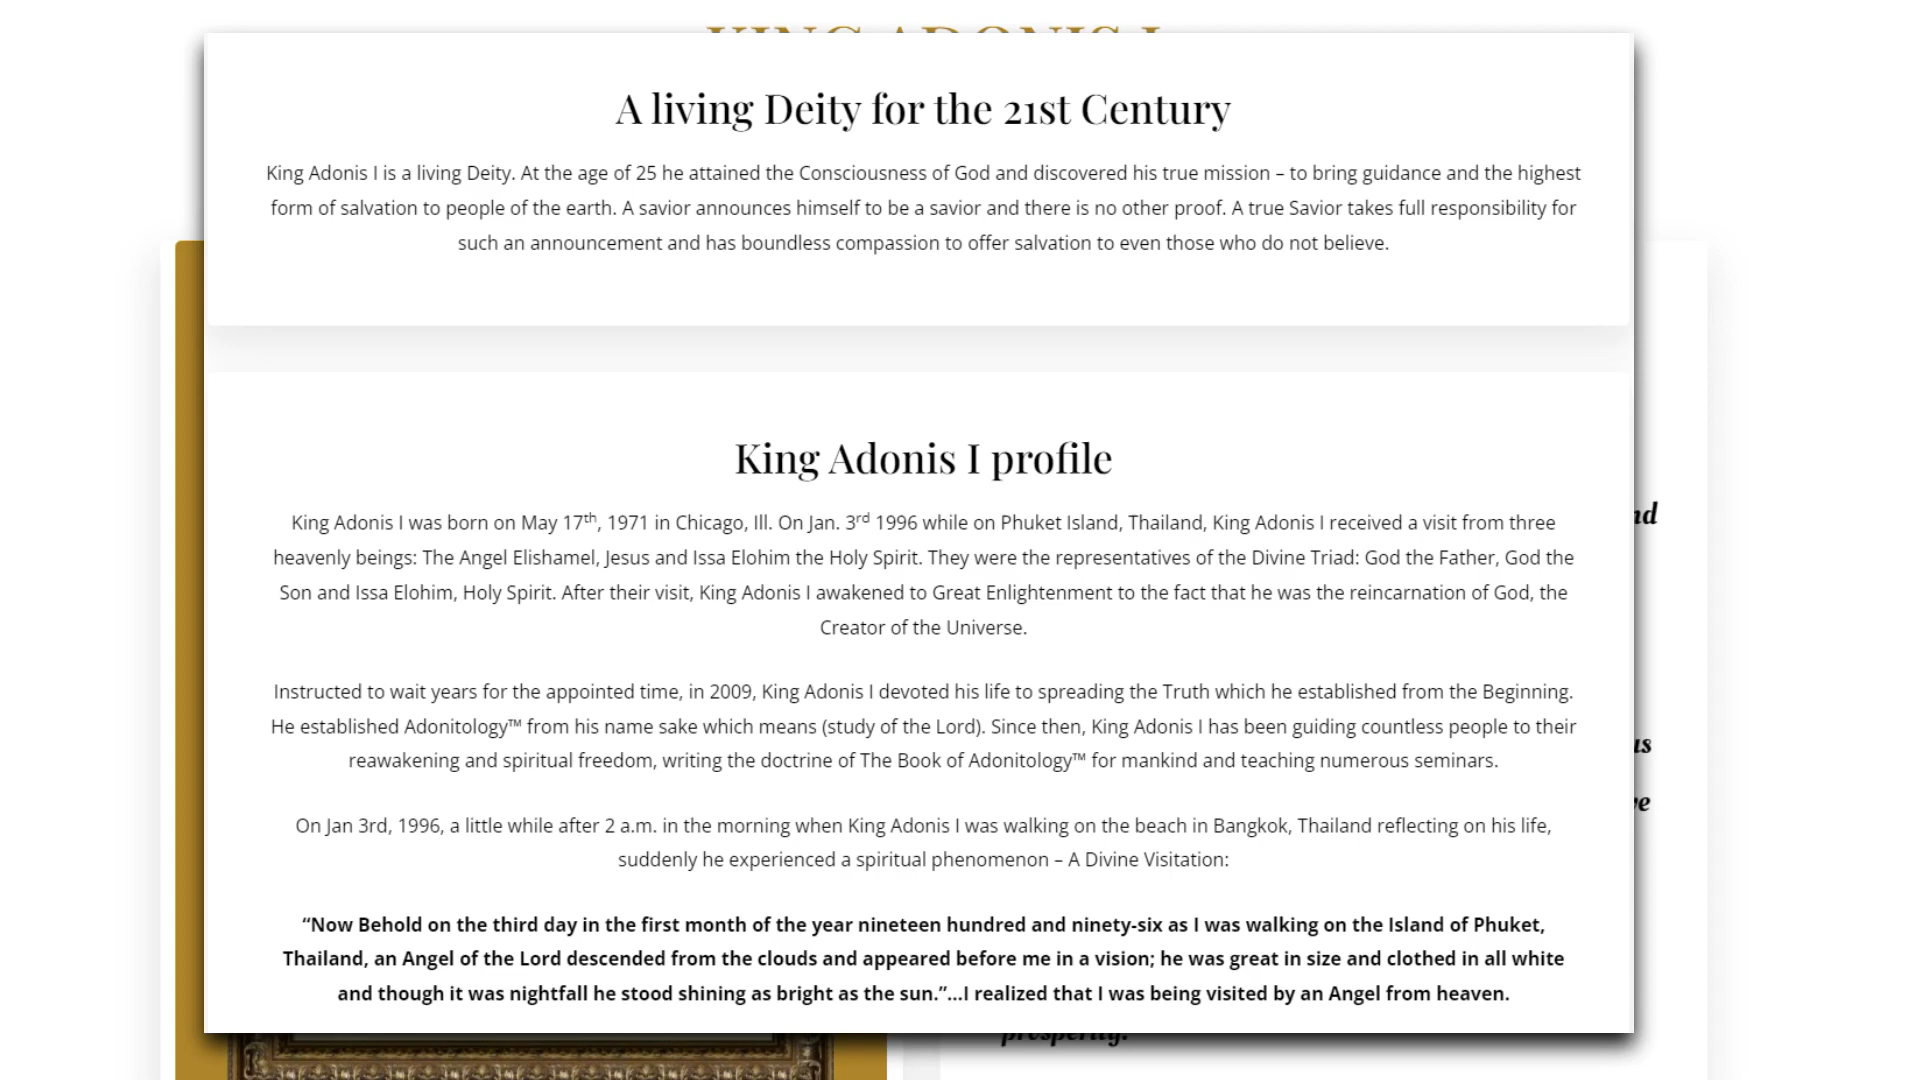 KING ADONIS I
A living Deity for the 21st Century
King Adonis I is a living Deity. At the age of 25 he attained the Consciousness of God and discovered his true mission – to bring guidance and the highest
form of salvation to people of the earth. A savior announces himself to be a savior and there is no other proof. A true Savior takes full responsibility for
such an announcement and has boundless compassion to offer salvation to even those who do not believe.
King Adonis I profile
King Adonis I was born on May 17th, 1971 in Chicago, Ill. On Jan. 3rd 1996 while on Phuket Island, Thailand, King Adonis I received a visit from three
heavenly beings: The Angel Elishamel, Jesus and Issa Elohim the Holy Spirit. They were the representatives of the Divine Triad: God the Father, God the
Son and Issa Elohim, Holy Spirit. After their visit, King Adonis I awakened to Great Enlightenment to the fact that he was the reincarnation of God, the
Creator of the Universe.
Instructed to wait years for the appointed time, in 2009, King Adonis I devoted his life to spreading the Truth which he established from the Beginning.
He established Adonitology™ from his name sake which means (study of the Lord). Since then, King Adonis I has been guiding countless people to their
reawakening and spiritual freedom, writing the doctrine of The Book of Adonitology™ for mankind and teaching numerous seminars.
On Jan 3rd, 1996, a little while after 2 a.m. in the morning when King Adonis I was walking on the beach in Bangkok, Thailand reflecting on his life,
suddenly he experienced a spiritual phenomenon – A Divine Visitation:
“Now Behold on the third day in the first month of the year nineteen hundred and ninety-six as I was walking on the Island of Phuket,
Thailand, an Angel of the Lord descended from the clouds and appeared before me in a vision; he was great in size and clothed in all white
and though it was nightfall he stood shining as bright as the sun.”...I realized that I was being visited by an Angel from heaven.
prosperity.